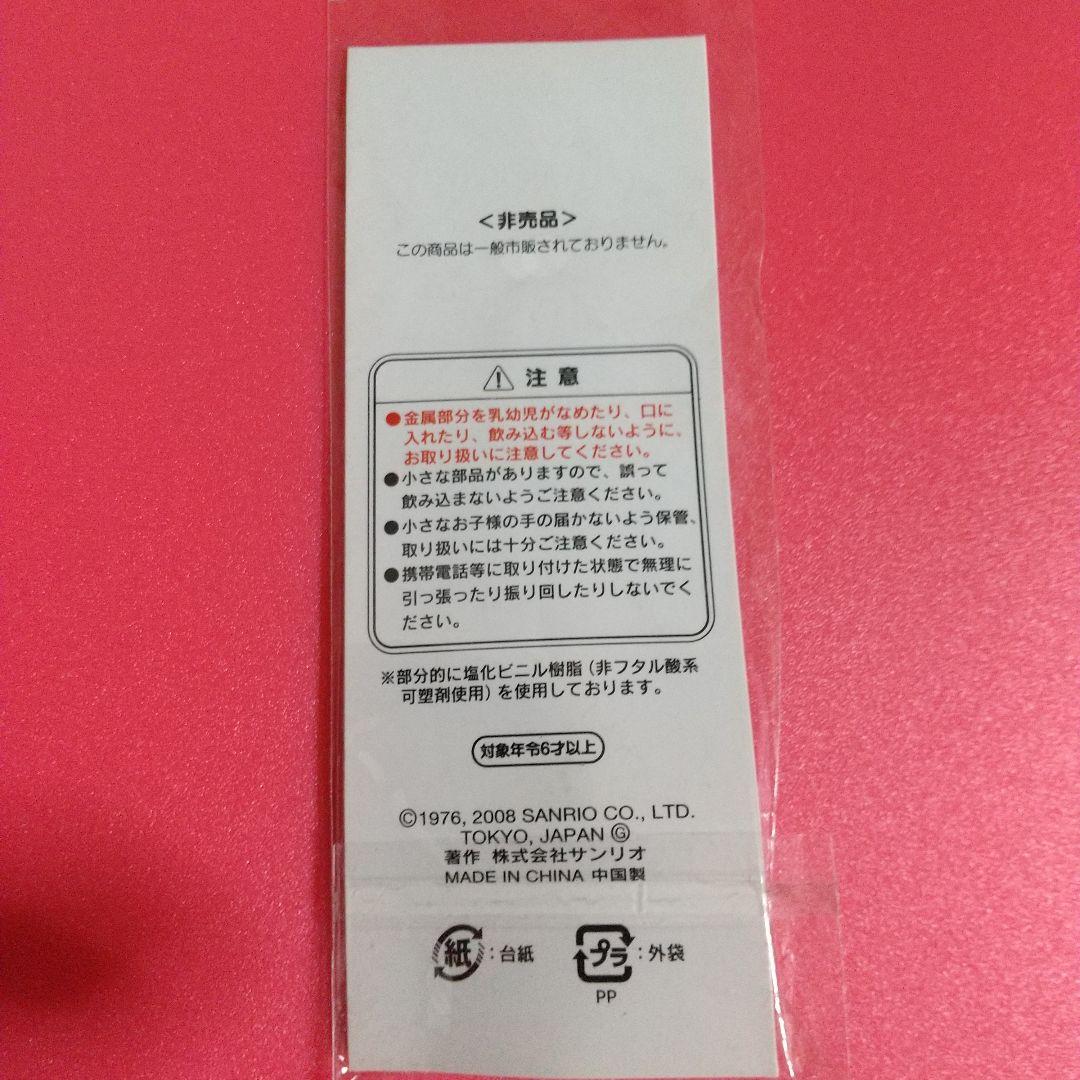 ＜非売品＞
この商品は一般市販されておりません。
注意
●金属部分を乳幼児がなめたり、口に
入れたり、飲み込む等しないように、
お取り扱いに注意してください。
●小さな部品がありますので、誤って
飲み込まないようご注意ください。
●小さなお子様の手の届かないよう保管、
取り扱いには十分ご注意ください。
●携帯電話等に取り付けた状態で無理に
引っ張ったり振り回したりしないでく
ださい。
※部分的に塩化ビニル樹脂（非フタル酸系
可塑剤使用）を使用しております。
対象年令6才以上
©1976, 2008 SANRIO CO., LTD.
TOKYO, JAPAN Ⓖ
著作 株式会社サンリオ
MADE IN CHINA 中国製
紙：台紙 プラ：外袋
PP